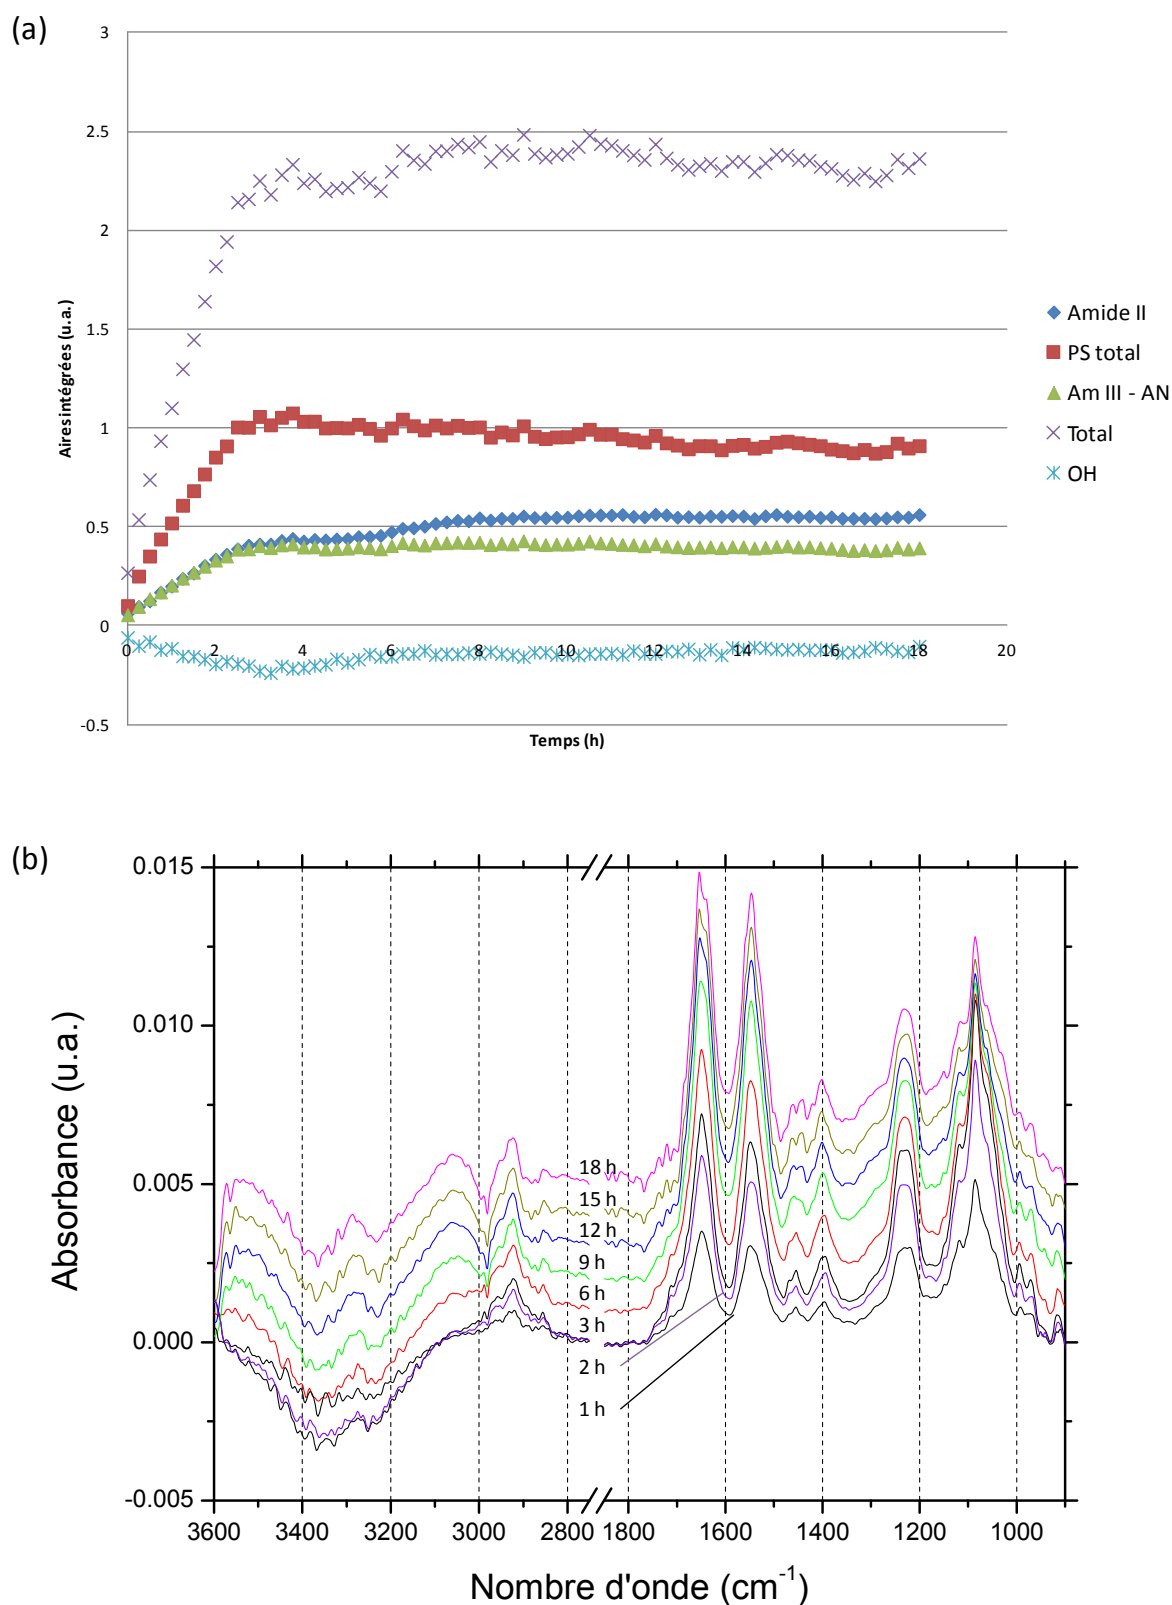 (a)
3
2.5
2
1.5
1
0.5
0
-0.5
0 2 4 6 8 10 12 14 16 18 20
Airesintégrées (u.a.)
Temps (h)
Amide II
PS total
Am III - AN
Total
OH
(b)
0.015
0.010
0.005
0.000
-0.005
Absorbance (u.a.)
18 h
15 h
12 h
9 h
6 h
3 h
2 h
1 h
3600 3400 3200 3000 2800 1800 1600 1400 1200 1000
Nombre d'onde (cm⁻¹)